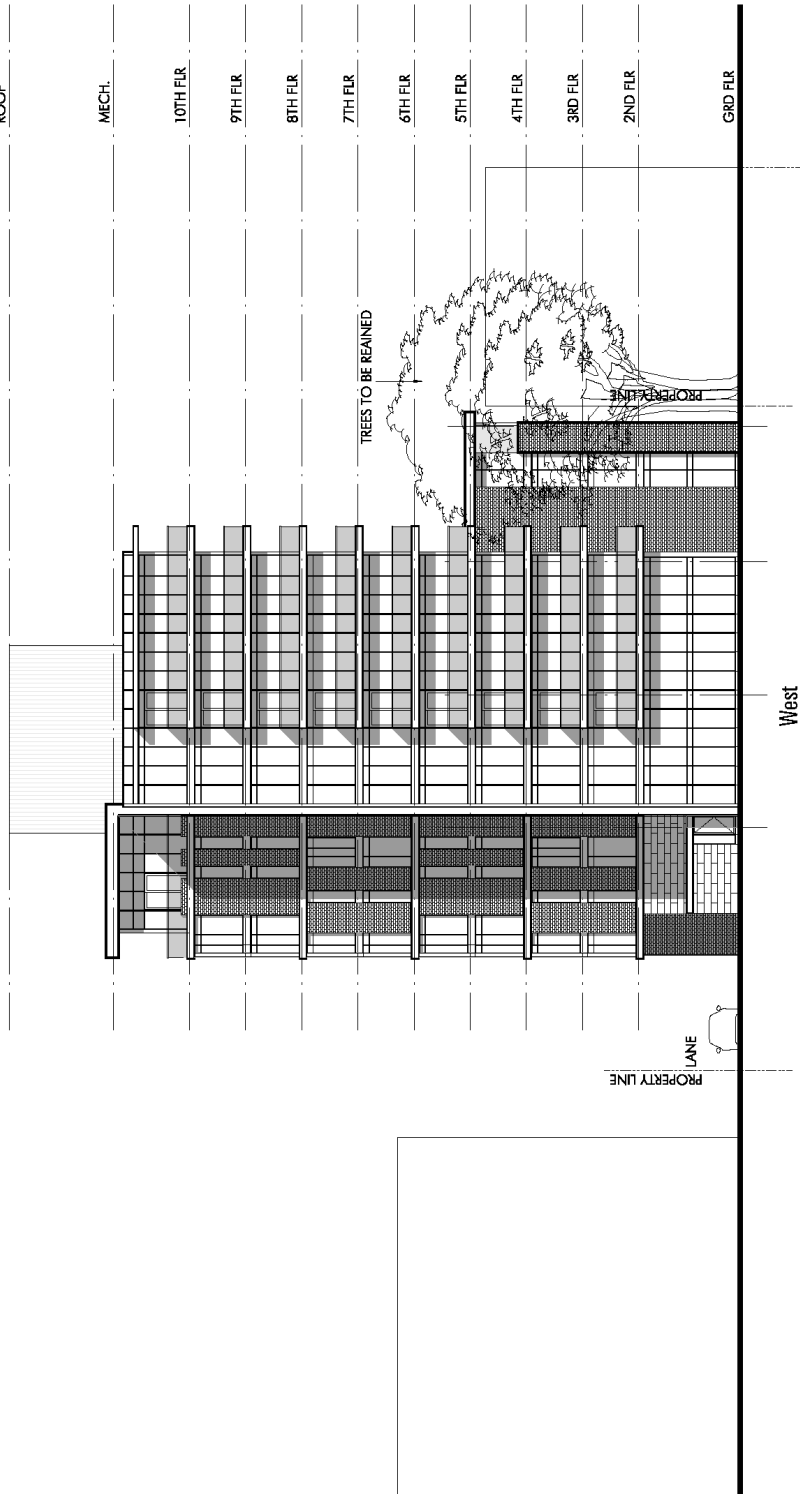 ROOF
MECH.
10TH FLR
9TH FLR
8TH FLR
7TH FLR
6TH FLR
5TH FLR
4TH FLR
3RD FLR
2ND FLR
GRD FLR
TREES TO BE REAINED
PROPERTY LINE
LANE
PROPERTY LINE
West